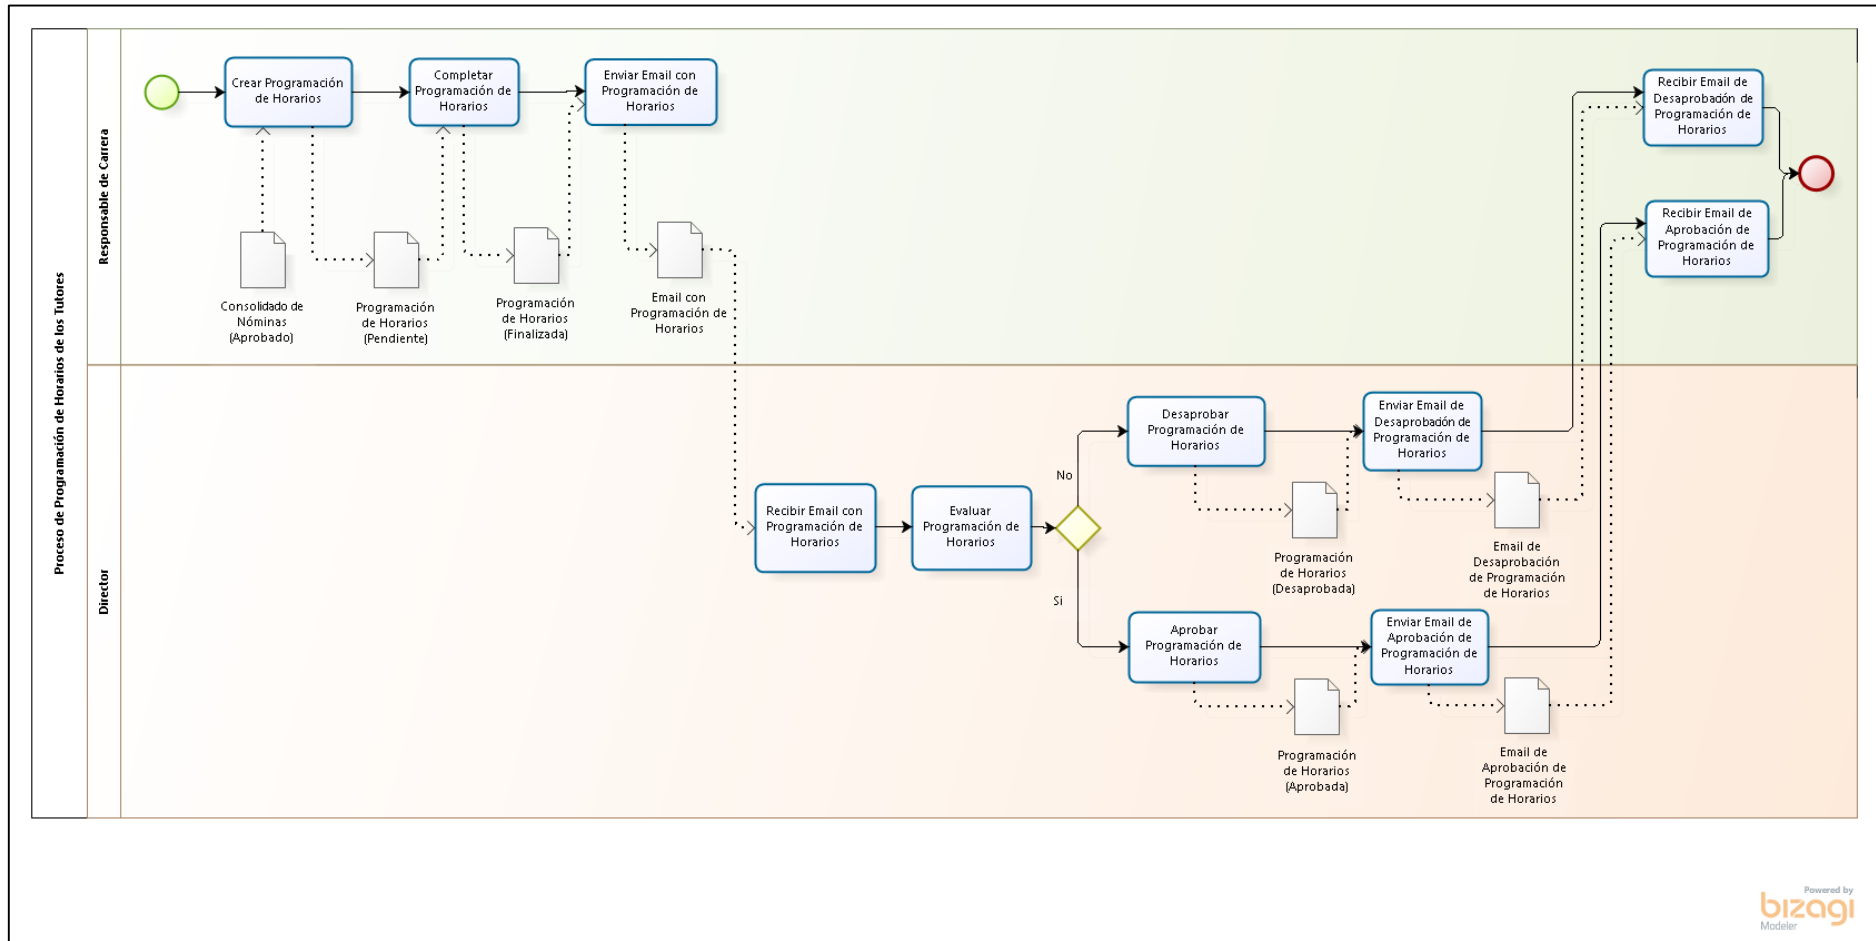 Proceso de Programación de Horarios de los Tutores
Responsable de Carrera
Crear Programación
de Horarios
Completar
Programación de
Horarios
Enviar Email con
Programación de
Horarios
Consolidado de
Nóminas
(Aprobado)
Programación
de Horarios
(Pendiente)
Programación
de Horarios
(Finalizada)
Email con
Programación de
Horarios
Recibir Email de
Desaprobación de
Programación de
Horarios
Recibir Email de
Aprobación de
Programación de
Horarios
Director
Recibir Email con
Programación de
Horarios
Evaluar
Programación de
Horarios
No
Si
Desaprobar
Programación de
Horarios
Enviar Email de
Desaprobación de
Programación de
Horarios
Programación
de Horarios
(Desaprobada)
Email de
Desaprobación
de Programación
de Horarios
Aprobar
Programación de
Horarios
Enviar Email de
Aprobación de
Programación de
Horarios
Programación
de Horarios
(Aprobada)
Email de
Aprobación de
Programación
de Horarios
Powered by
bizagi
Modeler